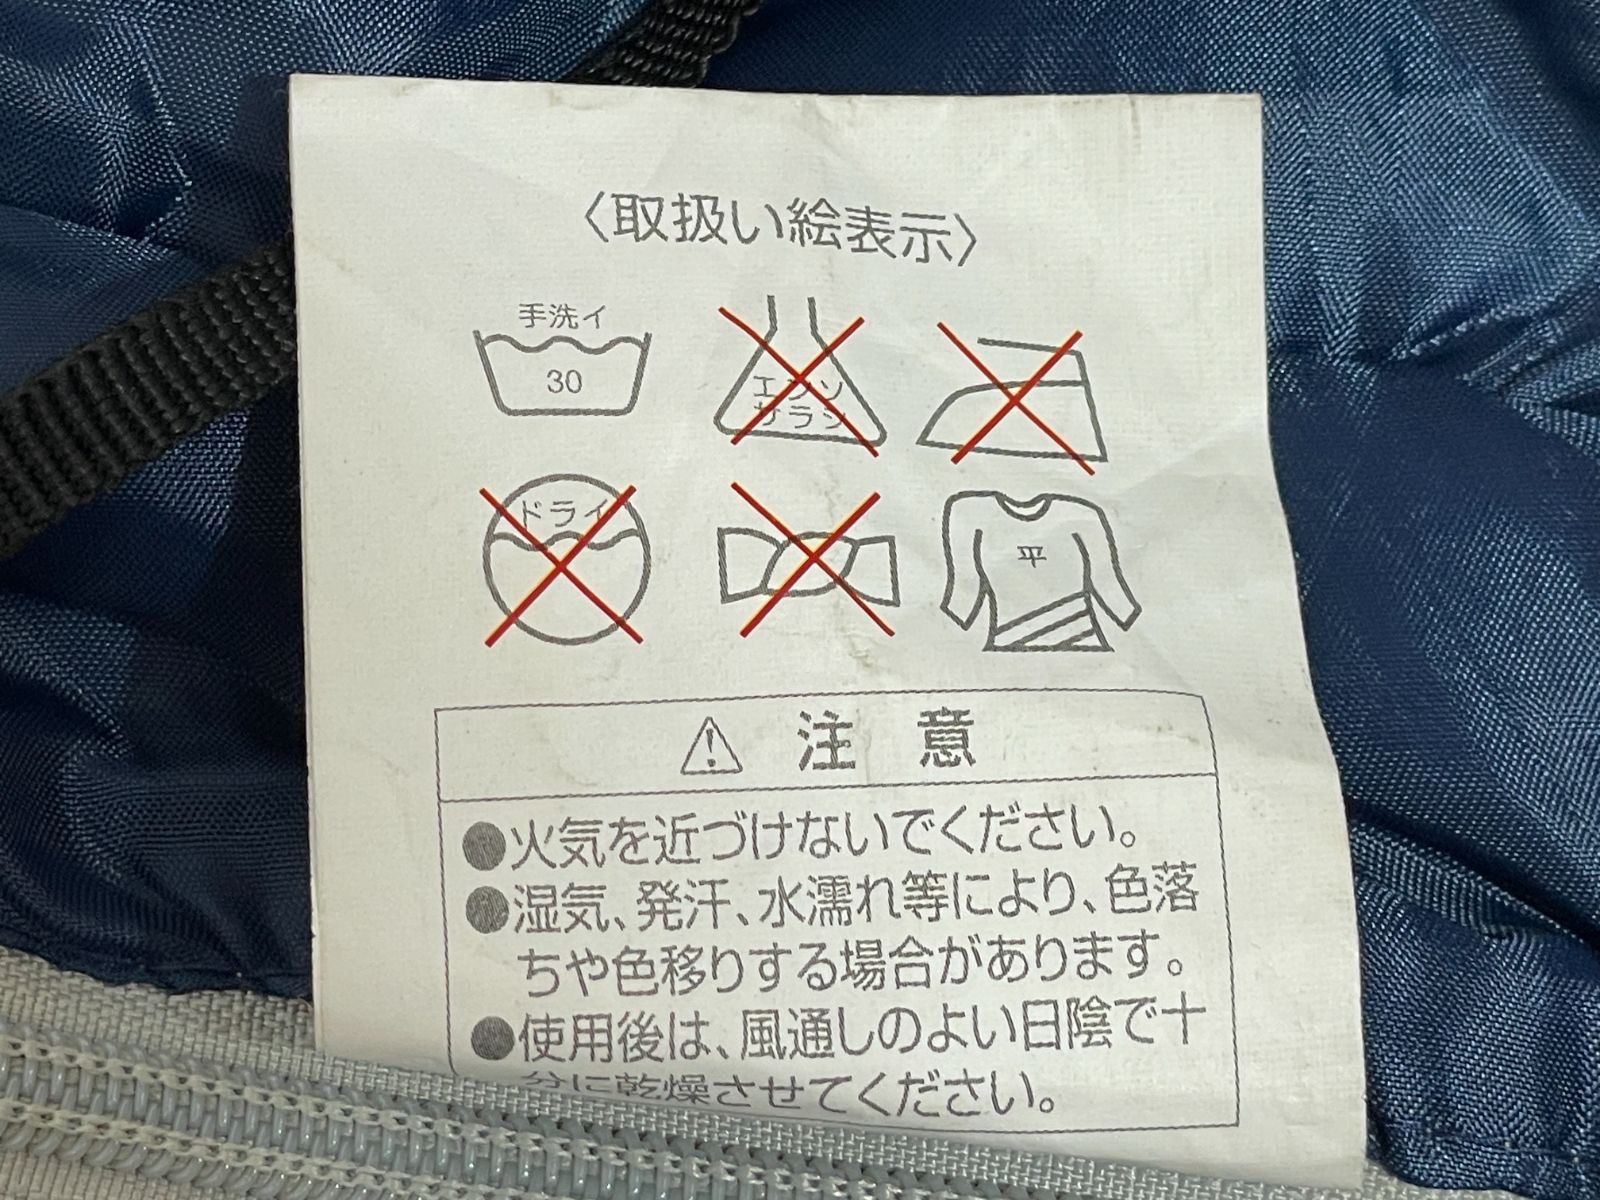 〈取扱い絵表示〉
手洗イ
30
エンソ
サラシ
ドライ
平
注 意
●火気を近づけないでください。
●湿気、発汗、水濡れ等により、色落
ちや色移りする場合があります。
●使用後は、風通しのよい日陰で十
分に乾燥させてください。